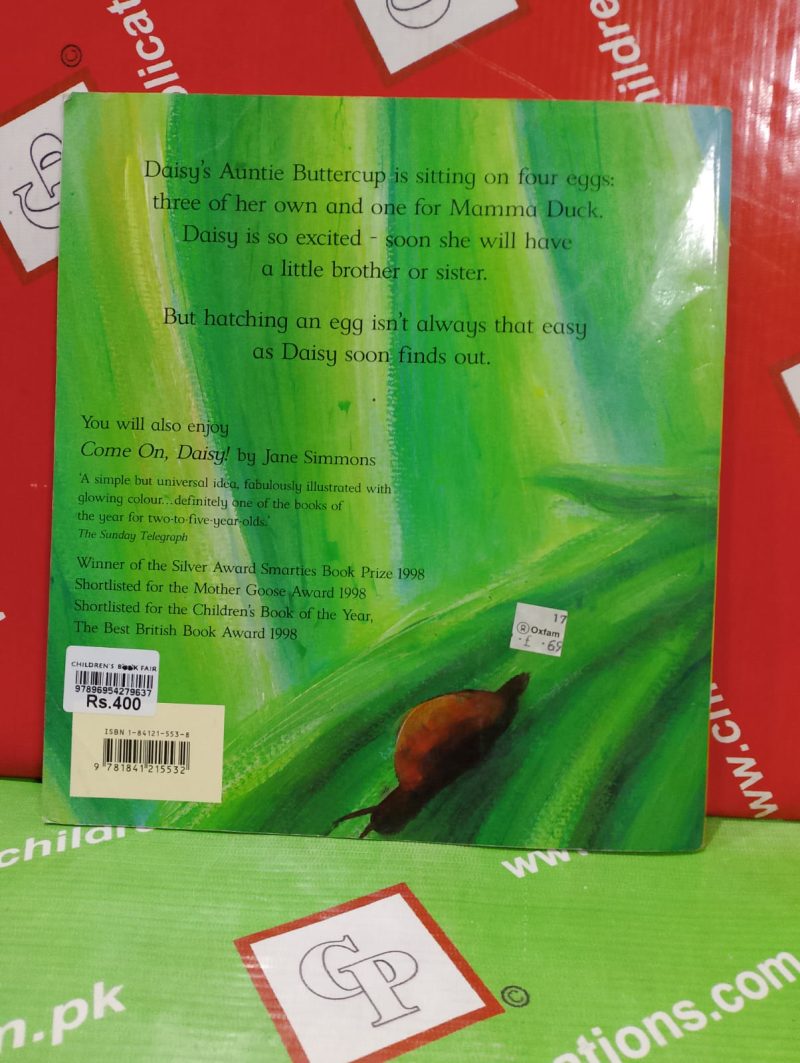 Daisy's Auntie Buttercup is sitting on four eggs:
three of her own and one for Mamma Duck.
Daisy is so excited - soon she will have
a little brother or sister.
But hatching an egg isn't always that easy
as Daisy soon finds out.
You will also enjoy
Come On, Daisy! by Jane Simmons
'A simple but universal idea, fabulously illustrated with
glowing colour...definitely one of the books of
the year for two-to-five-year-olds.'
The Sunday Telegraph
Winner of the Silver Award Smarties Book Prize 1998
Shortlisted for the Mother Goose Award 1998
Shortlisted for the Children's Book of the Year,
The Best British Book Award 1998
17
Oxfam
£ .69
CHILDREN'S BOOK FAIR
97896954279637
Rs.400
ISBN 1-84121-553-8
9 781841 215532
CP
©